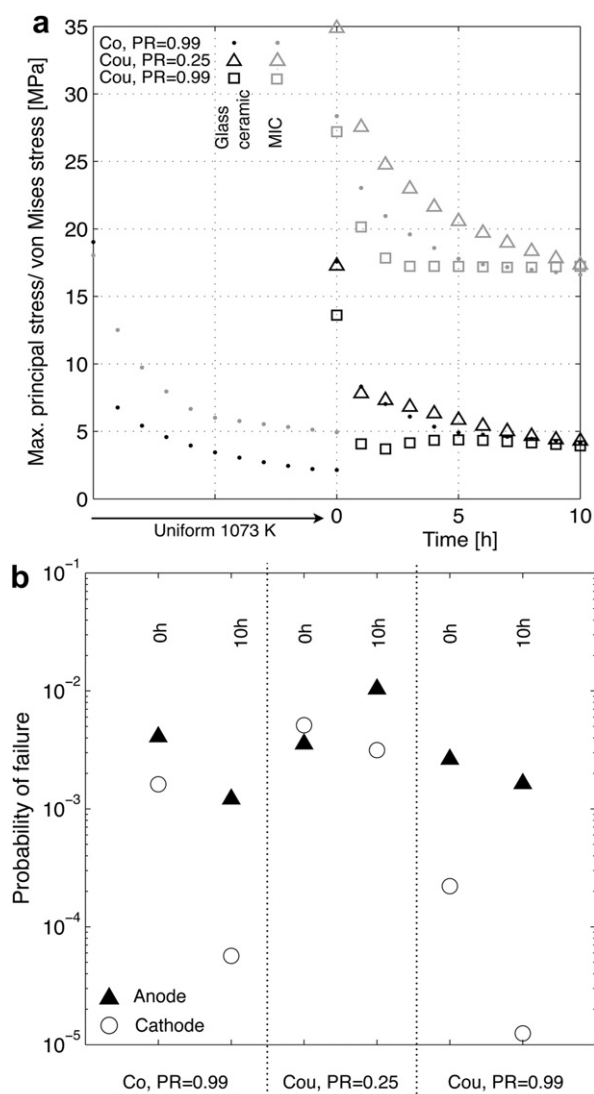 a
Max. principal stress/ von Mises stress [MPa]
35
30
25
20
15
10
5
0
Co, PR=0.99
Cou, PR=0.25
Cou, PR=0.99
Glass
ceramic
MIC
0
5
10
Uniform 1073 K
Time [h]
b
Probability of failure
10⁻¹
10⁻²
10⁻³
10⁻⁴
10⁻⁵
0h
10h
0h
10h
0h
10h
Anode
Cathode
Co, PR=0.99
Cou, PR=0.25
Cou, PR=0.99